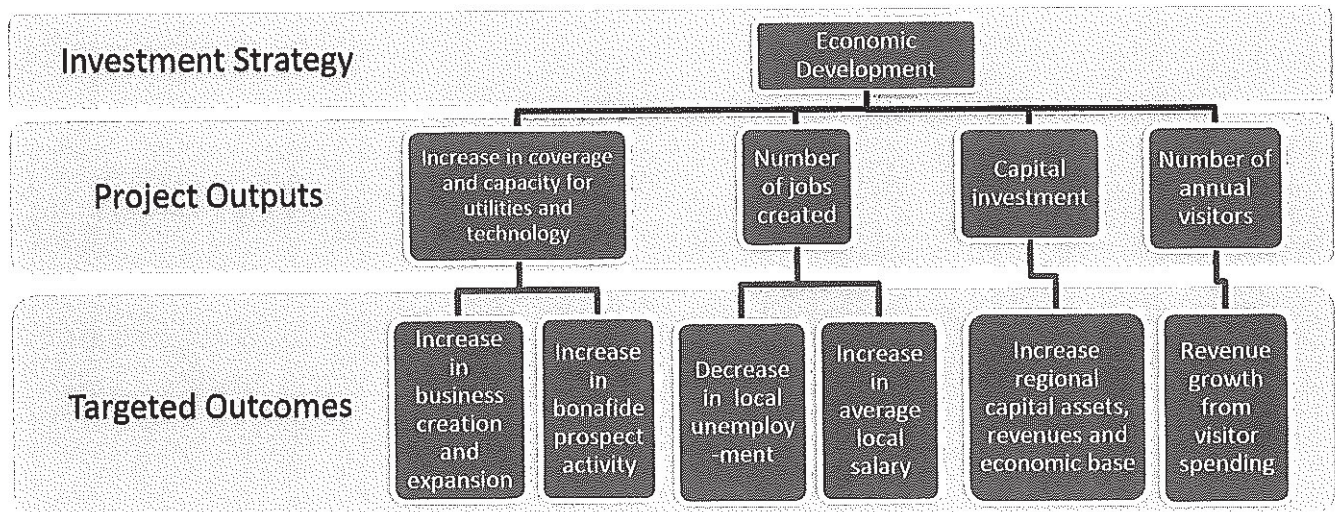 Investment Strategy
Economic
Development
Project Outputs
Increase in coverage
and capacity for
utilities and
technology
Number
of jobs
created
Capital
investment
Number of
annual
visitors
Targeted Outcomes
Increase
in
business
creation
and
expansion
Increase
in
bonafide
prospect
activity
Decrease
in local
unemploy
-ment
Increase
in
average
local
salary
Increase
regional
capital assets,
revenues and
economic base
Revenue
growth
from
visitor
spending